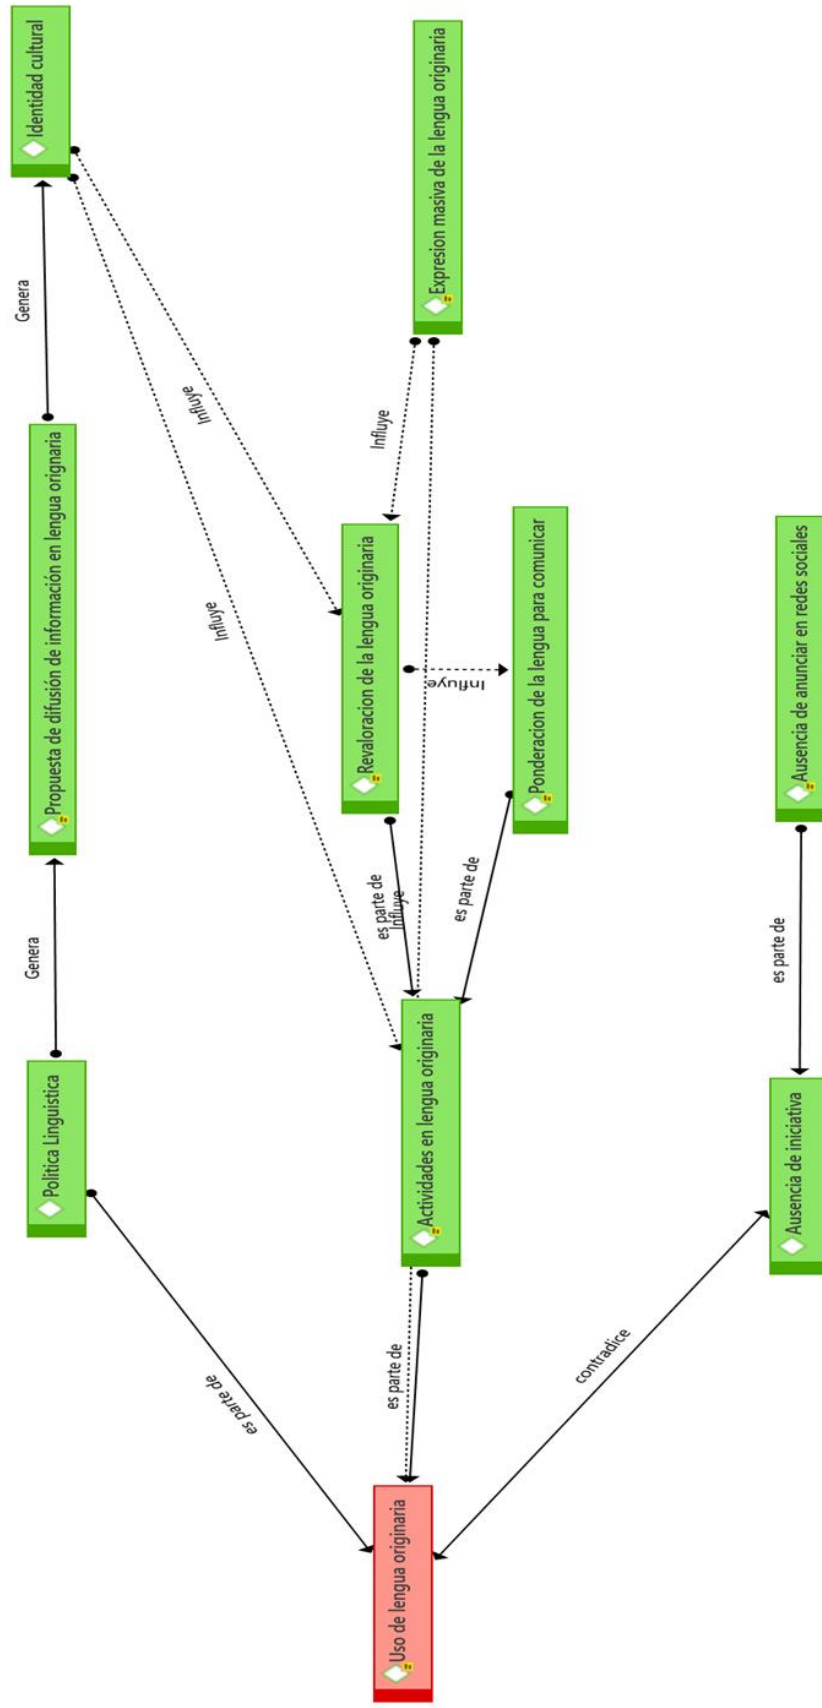 Identidad cultural
Genera
Propuesta de difusión de información en lengua orignaria
Genera
Politica Linguistica
es parte de
Influye
Influye
Expresion masiva de la lengua originaria
Influye
Revaloracion de la lengua originaria
Influye
Ponderacion de la lengua para comunicar
es parte de
Influye
es parte de
Actividades en lengua originaria
es parte de
Uso de lengua originaria
contradice
Ausencia de anunciar en redes sociales
es parte de
Ausencia de iniciativa